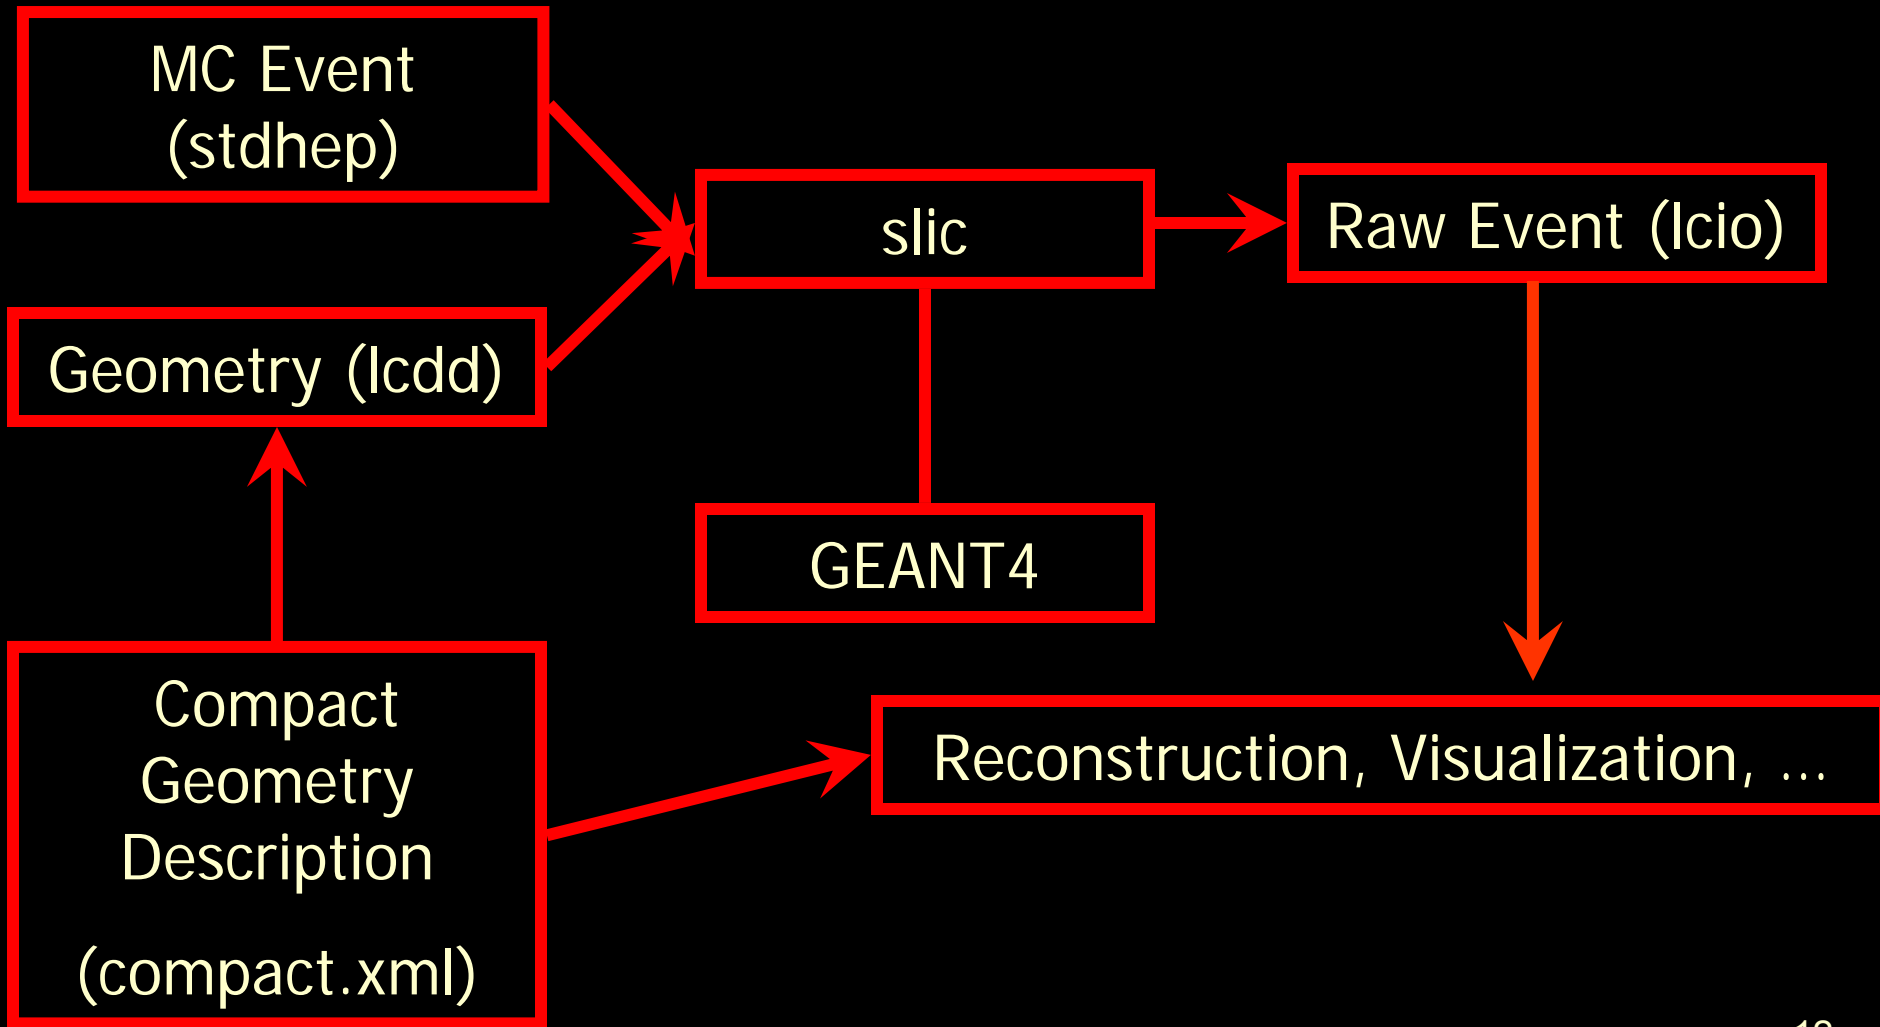 MC Event
(stdhep)
slic
Raw Event (lcio)
Geometry (lcdd)
GEANT4
Compact
Geometry
Description
(compact.xml)
Reconstruction, Visualization, ...